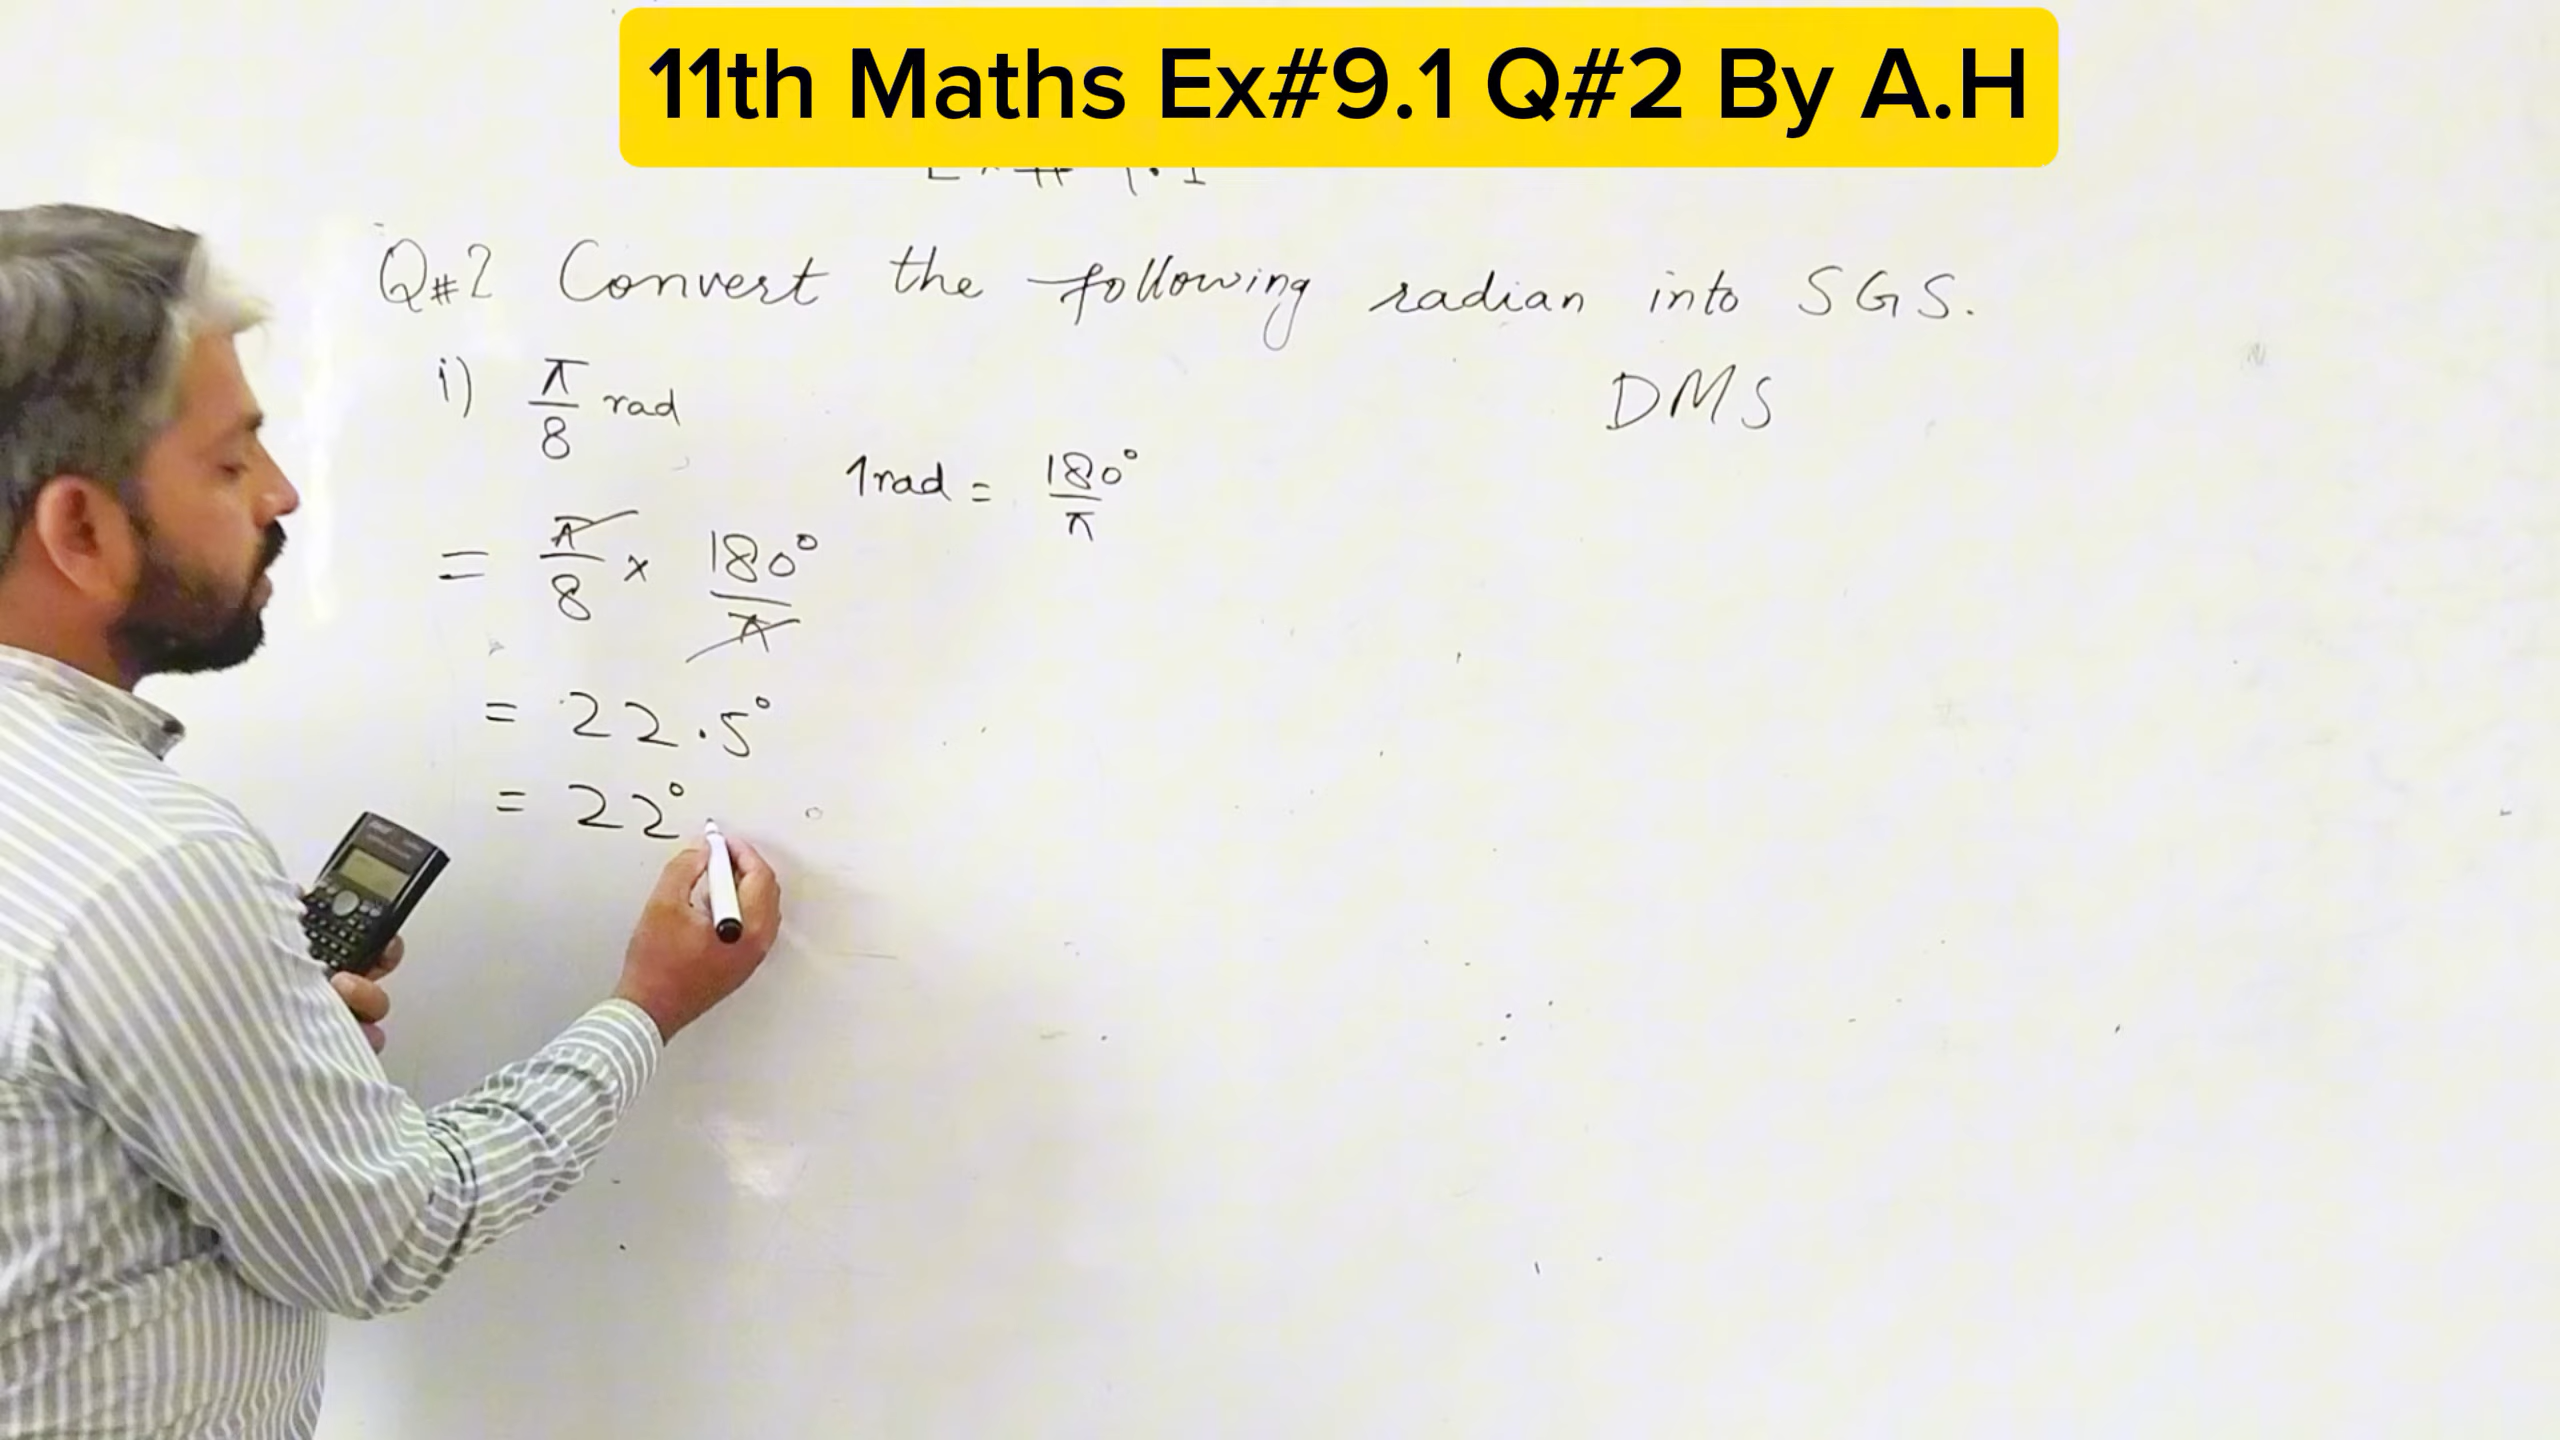 11th Maths Ex#9.1 Q#2 By A.H
Q#2 Convert the following radian into SGS.
i) π/8 rad
DMS
1rad = 180°/π
= π/8 × 180°/π
= 22.5°
= 22°